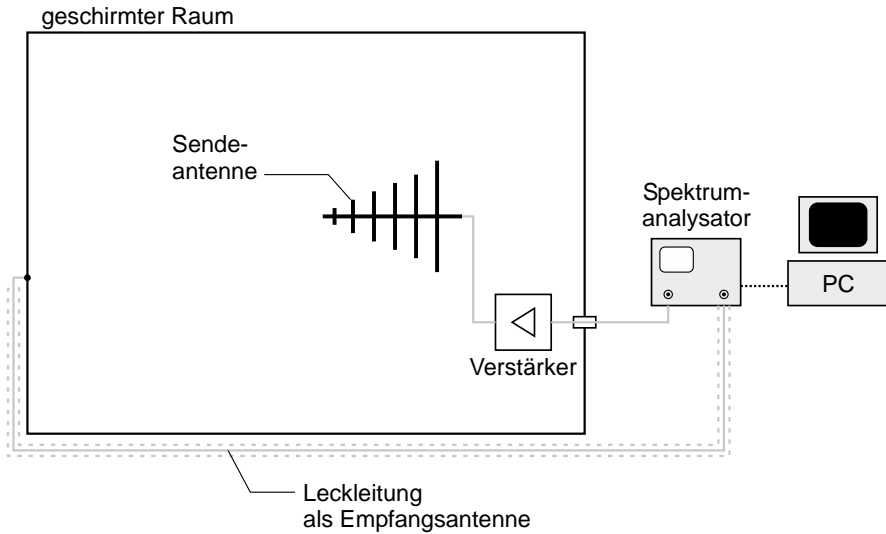 geschirmter Raum
Sende-
antenne
Spektrum-
analysator
PC
Verstärker
Leckleitung
als Empfangsantenne